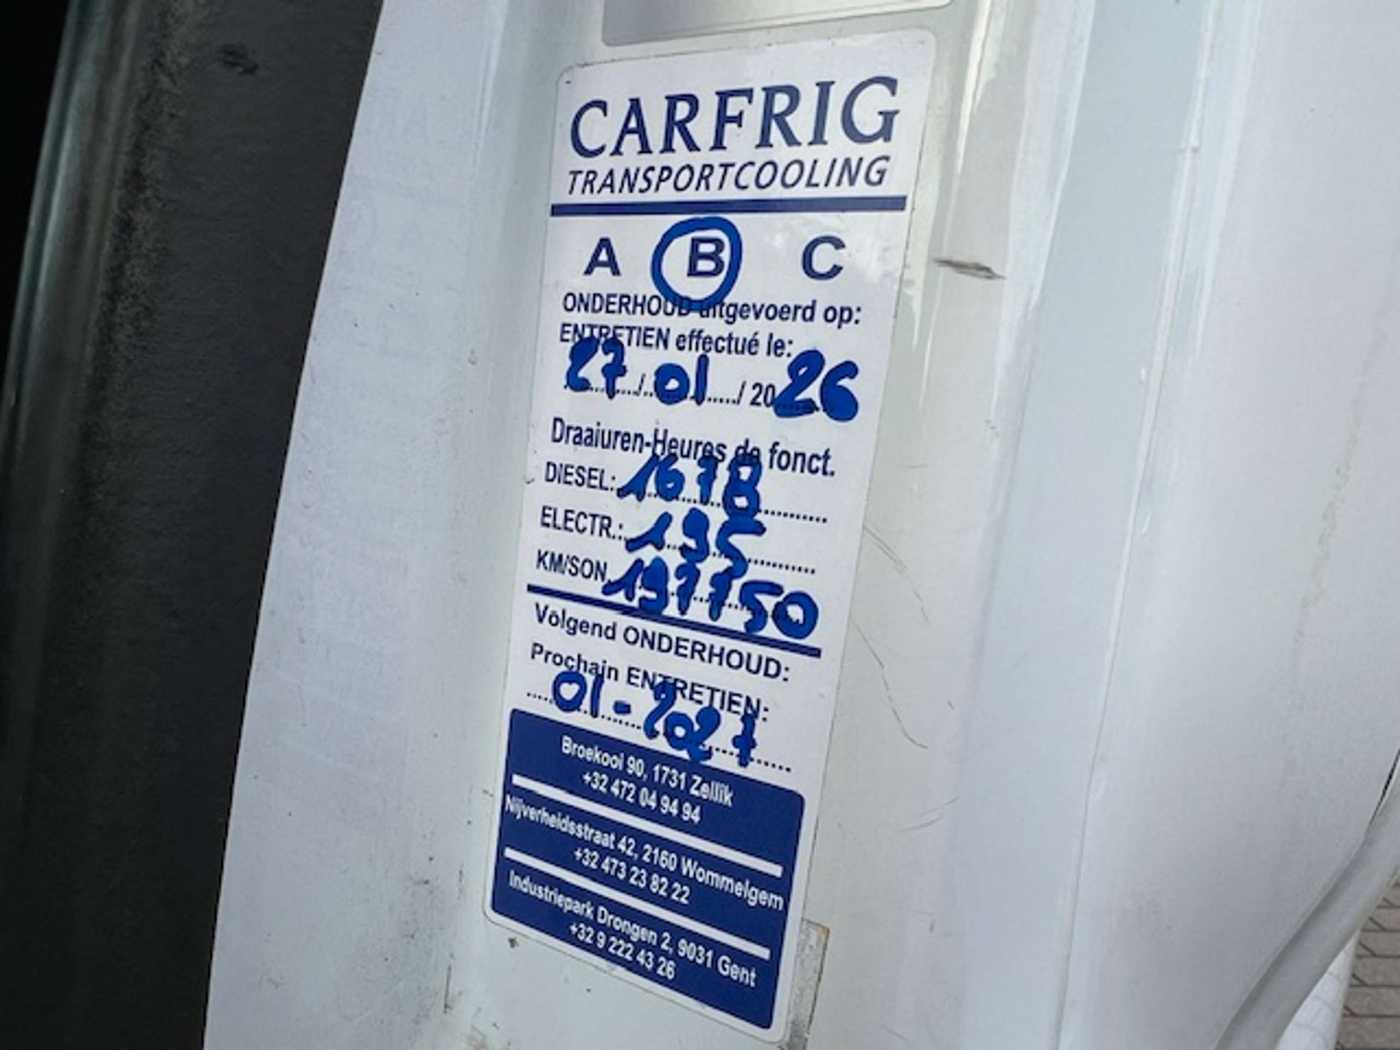 CARFRIG
TRANSPORTCOOLING
A B C
ONDERHOUD uitgevoerd op:
ENTRETIEN effectué le:
27/01/2026
Draaiuren-Heures de fonct.
DIESEL: 1678
ELECTR.: 195
KM/SON 197750
Volgend ONDERHOUD:
Prochain ENTRETIEN:
01-2027
Broekooi 90, 1731 Zellik
+32 472 04 94 94
Nijverheidsstraat 42, 2160 Wommelgem
+32 473 23 82 22
Industriepark Drongen 2, 9031 Gent
+32 9 222 43 26